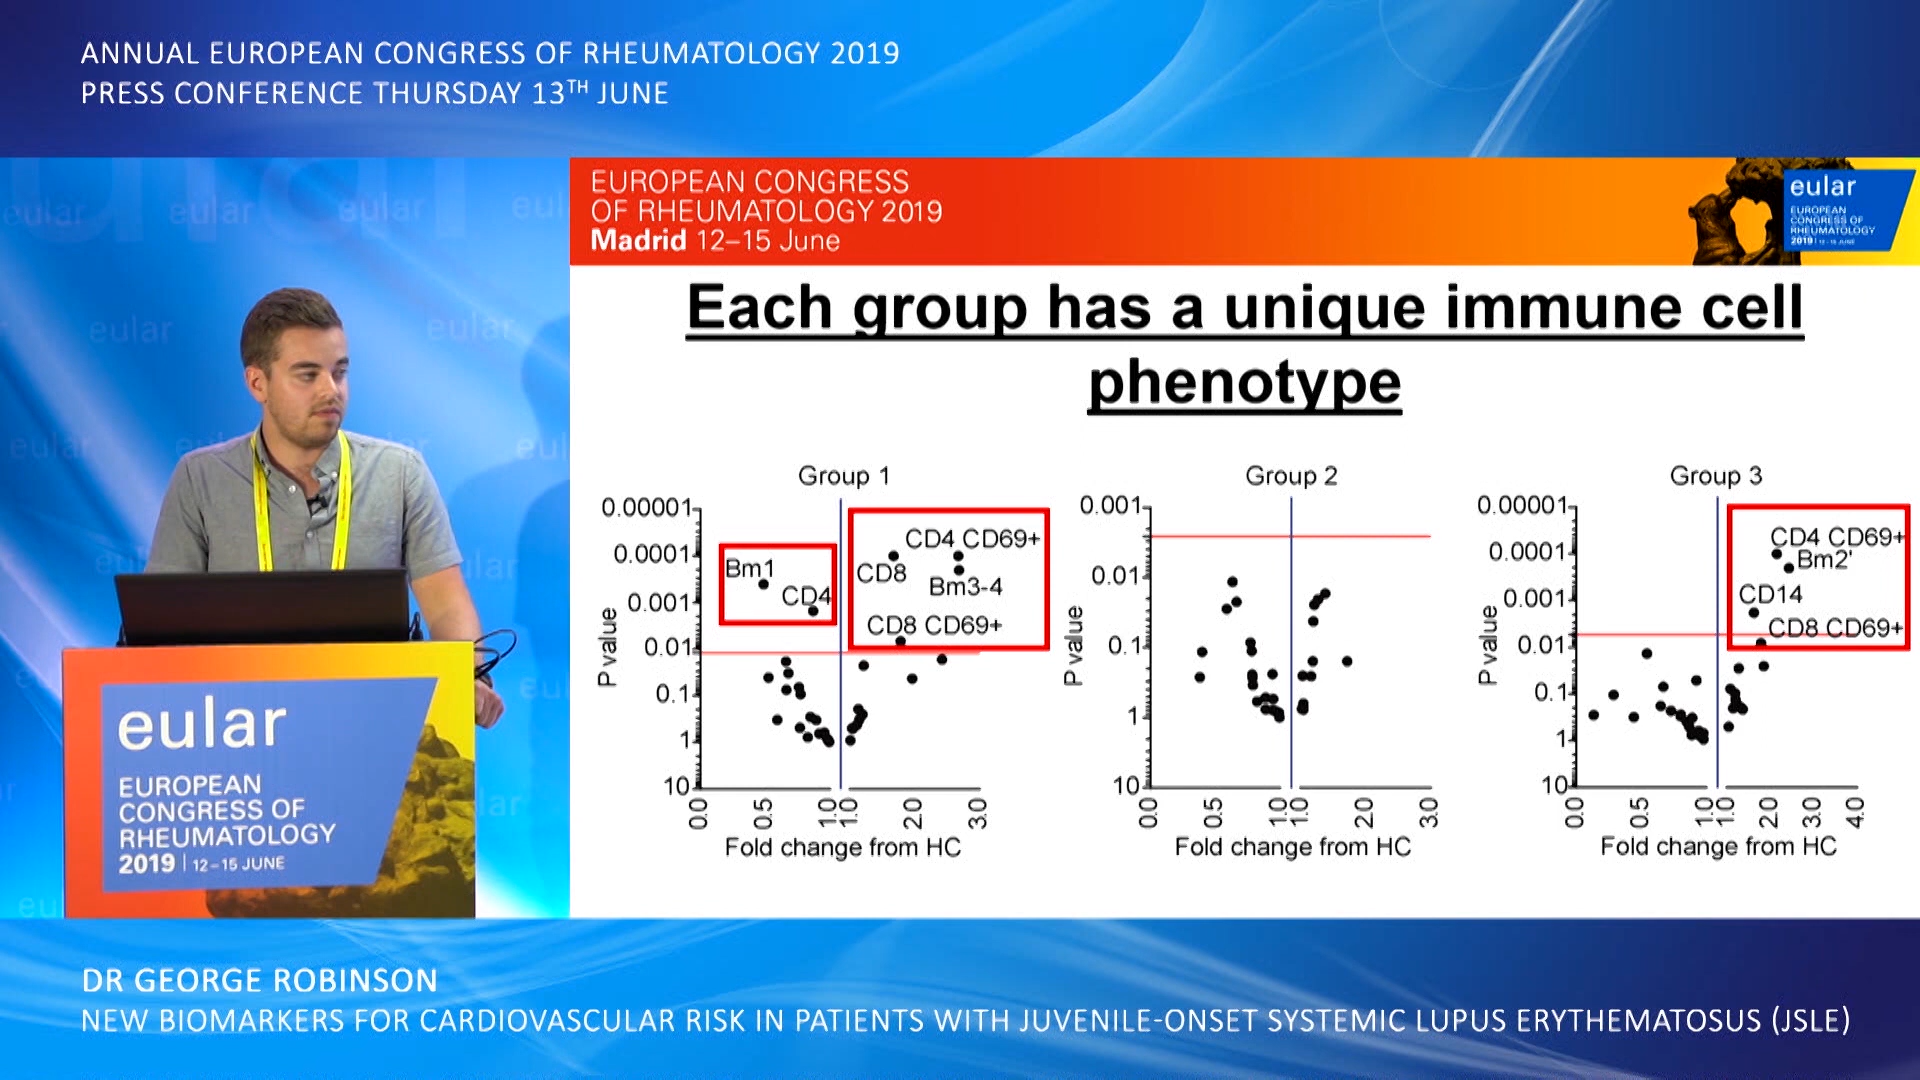 ANNUAL EUROPEAN CONGRESS OF RHEUMATOLOGY 2019
PRESS CONFERENCE THURSDAY 13TH JUNE
EUROPEAN CONGRESS
OF RHEUMATOLOGY 2019
Madrid 12–15 June
eular
EUROPEAN
CONGRESS OF
RHEUMATOLOGY
2019 | 12-15 JUNE
Each group has a unique immune cell
phenotype
Group 1
0.00001
0.0001
0.001
0.01
0.1
1
10
P value
Bm1
CD4
CD4 CD69+
CD8
Bm3-4
CD8 CD69+
0.0 0.5 1.0 1.0 2.0 3.0
Fold change from HC
Group 2
0.001
0.01
0.1
1
10
P value
0.0 0.5 1.0 1.0 2.0 3.0
Fold change from HC
Group 3
0.00001
0.0001
0.001
0.01
0.1
1
10
P value
CD4 CD69+
Bm2'
CD14
CD8 CD69+
0.0 0.5 1.0 1.0 2.0 3.0 4.0
Fold change from HC
eular eular eular
eular eular
eular
eular
EUROPEAN
CONGRESS OF
RHEUMATOLOGY
2019 | 12–15 JUNE
DR GEORGE ROBINSON
NEW BIOMARKERS FOR CARDIOVASCULAR RISK IN PATIENTS WITH JUVENILE-ONSET SYSTEMIC LUPUS ERYTHEMATOSUS (JSLE)